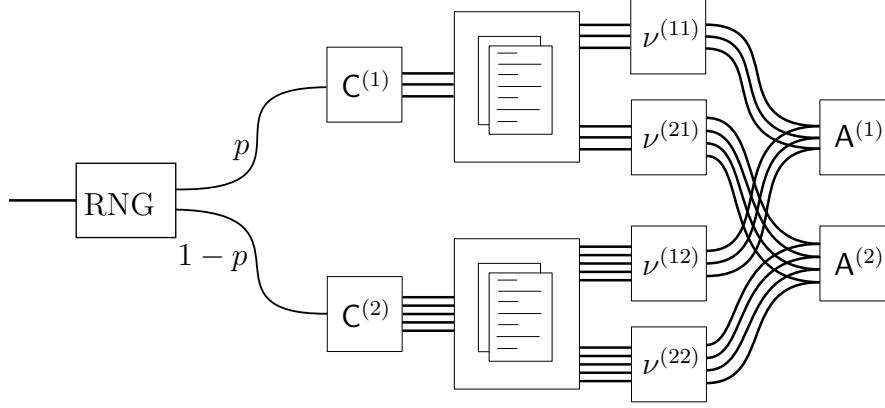 ν(11)
C(1)
ν(21)
A(1)
p
RNG
1 − p
ν(12)
A(2)
C(2)
ν(22)